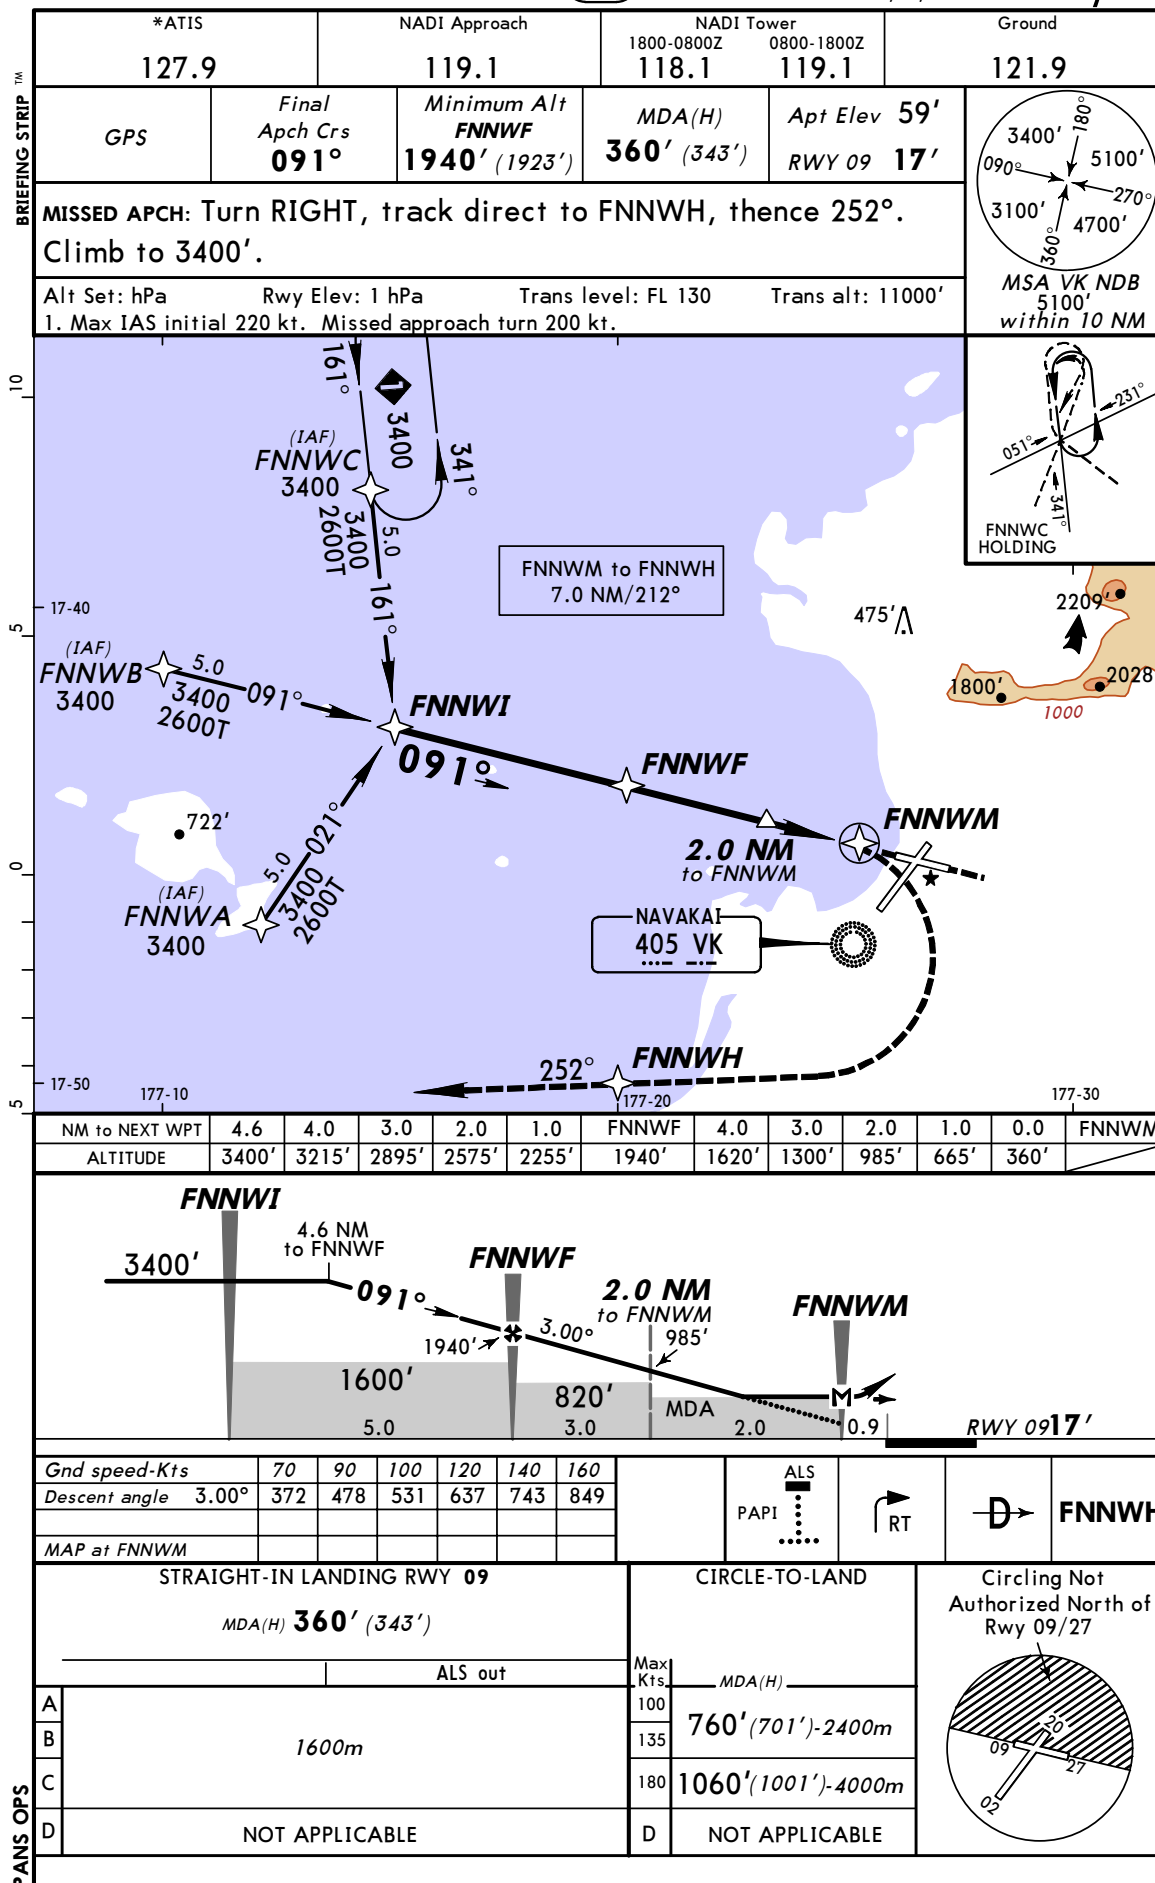 *ATIS
127.9
NADI Approach
119.1
NADI Tower
1800-0800Z 0800-1800Z
118.1 119.1
Ground
121.9
BRIEFING STRIP TM
GPS
Final
Apch Crs
091°
Minimum Alt
FNNWF
1940' (1923')
MDA(H)
360' (343')
Apt Elev 59'
RWY 09 17'
MISSED APCH: Turn RIGHT, track direct to FNNWH, thence 252°.
Climb to 3400'.
Alt Set: hPa Rwy Elev: 1 hPa Trans level: FL 130 Trans alt: 11000'
1. Max IAS initial 220 kt. Missed approach turn 200 kt.
3400'
180°
5100'
090°
270°
3100'
4700'
360°
MSA VK NDB
5100'
within 10 NM
231°
051°
341°
FNNWC
HOLDING
10
5
0
5
161°
1
3400
341°
(IAF)
FNNWC
3400
3400
2600T
5.0
161°
FNNWM to FNNWH
7.0 NM/212°
475'
2209'
2028
1800'
1000
17-40
(IAF)
FNNWB
3400
5.0
3400
2600T
091°
FNNWI
091°
FNNWF
FNNWM
2.0 NM
to FNNWM
722'
5.0
021°
3400
2600T
(IAF)
FNNWA
3400
NAVAKAI
405 VK
FNNWH
252°
17-50
177-10
177-20
177-30
NM to NEXT WPT 4.6 4.0 3.0 2.0 1.0 FNNWF 4.0 3.0 2.0 1.0 0.0 FNNWM
ALTITUDE 3400' 3215' 2895' 2575' 2255' 1940' 1620' 1300' 985' 665' 360'
FNNWI
3400'
4.6 NM
to FNNWF
091°
FNNWF
1940'
3.00°
2.0 NM
to FNNWM
985'
FNNWM
1600'
820'
MDA
M
5.0
3.0
2.0
0.9
RWY 09 17'
Gnd speed-Kts 70 90 100 120 140 160
Descent angle 3.00° 372 478 531 637 743 849
MAP at FNNWM
ALS
PAPI
RT
D
FNNWH
STRAIGHT-IN LANDING RWY 09
MDA(H) 360' (343')
ALS out
A
B
C
1600m
D NOT APPLICABLE
CIRCLE-TO-LAND
Max
Kts
MDA(H)
100
135
760' (701')-2400m
180 1060' (1001')-4000m
D NOT APPLICABLE
Circling Not
Authorized North of
Rwy 09/27
20
09
27
02
PANS OPS